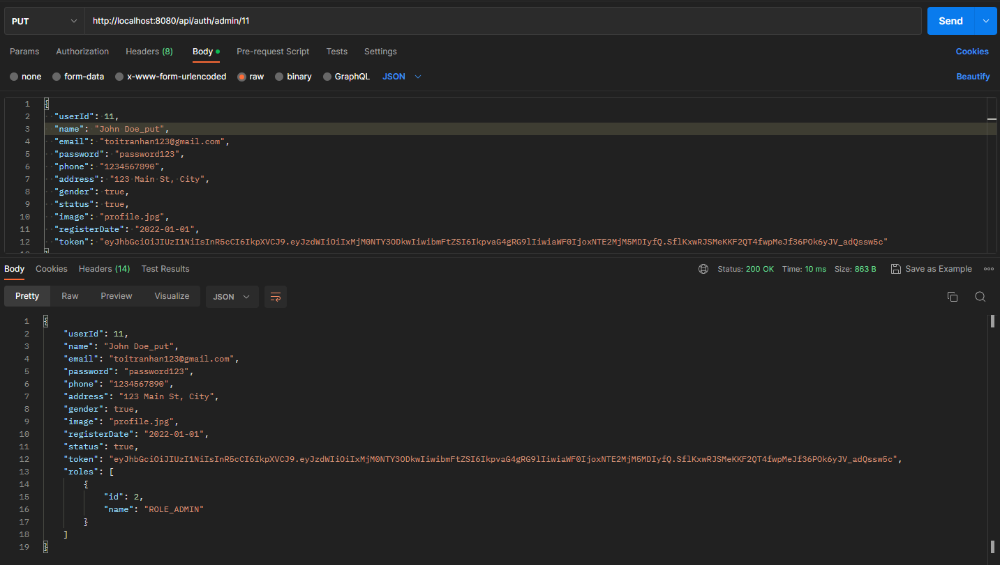 PUT http://localhost:8080/api/auth/admin/11 Send
Params Authorization Headers (8) Body Pre-request Script Tests Settings Cookies
none form-data x-www-form-urlencoded raw binary GraphQL JSON Beautify
1 {
2 "userId": 11,
3 "name": "John Doe_put",
4 "email": "toitranhan123@gmail.com",
5 "password": "password123",
6 "phone": "1234567890",
7 "address": "123 Main St, City",
8 "gender": true,
9 "status": true,
10 "image": "profile.jpg",
11 "registerDate": "2022-01-01",
12 "token": "eyJhbGciOiJIUzI1NiIsInR5cCI6IkpXVCJ9.eyJzdWIiOiIxMjM0NTY3ODkwIiwibmFtZSI6IkpvaG4gRG9lIiwiaWF0IjoxNTE2MjM5MDIyfQ.SflKxwRJSMeKKF2QT4fwpMeJf36POk6yJV_adQssw5c"
Body Cookies Headers (14) Test Results Status: 200 OK Time: 10 ms Size: 863 B Save as Example
Pretty Raw Preview Visualize JSON
1 {
2 "userId": 11,
3 "name": "John Doe_put",
4 "email": "toitranhan123@gmail.com",
5 "password": "password123",
6 "phone": "1234567890",
7 "address": "123 Main St, City",
8 "gender": true,
9 "image": "profile.jpg",
10 "registerDate": "2022-01-01",
11 "status": true,
12 "token": "eyJhbGciOiJIUzI1NiIsInR5cCI6IkpXVCJ9.eyJzdWIiOiIxMjM0NTY3ODkwIiwibmFtZSI6IkpvaG4gRG9lIiwiaWF0IjoxNTE2MjM5MDIyfQ.SflKxwRJSMeKKF2QT4fwpMeJf36POk6yJV_adQssw5c",
13 "roles": [
14 {
15 "id": 2,
16 "name": "ROLE_ADMIN"
17 }
18 ]
19 }